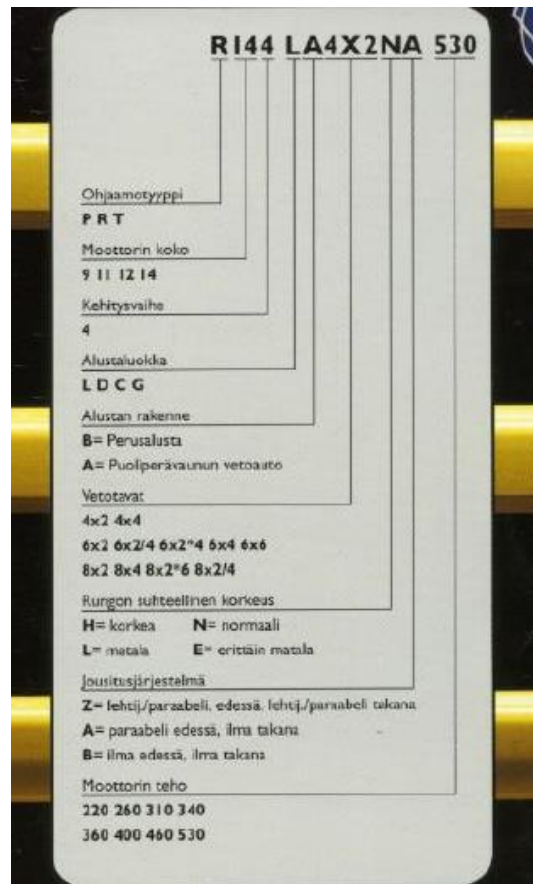 R144 LA4X2NA 530
Ohjaamotyyppi
P R T
Moottorin koko
9 11 12 14
Kehitysvaihe
4
Alustaluokka
L D C G
Alustan rakenne
B= Perusalusta
A= Puoliperävaunun vetoauto
Vetotavat
4x2 4x4
6x2 6x2/4 6x2*4 6x4 6x6
8x2 8x4 8x2*6 8x2/4
Rungon suhteellinen korkeus
H= korkea N= normaali
L= matala E= erittäin matala
Jousitusjärjestelmä
Z= lehtij./paraabeli, edessä, lehtij./paraabeli takana
A= paraabeli edessä, ilma takana
B= ilma edessä, ilma takana
Moottorin teho
220 260 310 340
360 400 460 530